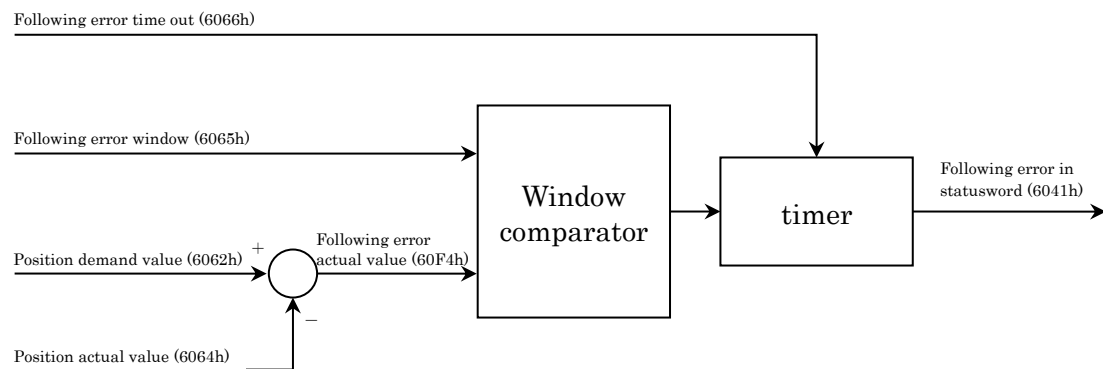 Following error time out (6066h)
Following error window (6065h)
Window
comparator
timer
Following error in
statusword (6041h)
Position demand value (6062h)
+
Following error
actual value (60F4h)
−
Position actual value (6064h)